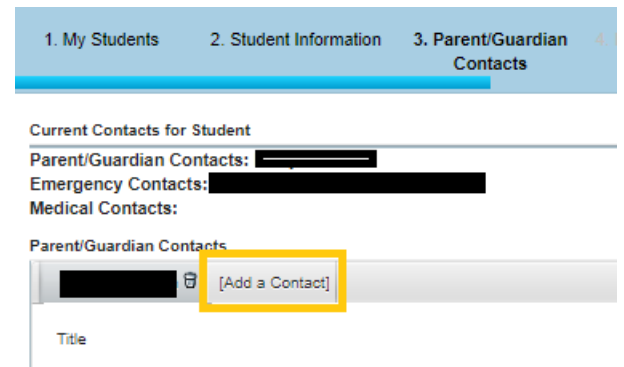 1. My Students 2. Student Information 3. Parent/Guardian Contacts 4.
Current Contacts for Student
Parent/Guardian Contacts:
Emergency Contacts:
Medical Contacts:
Parent/Guardian Contacts
[Add a Contact]
Title